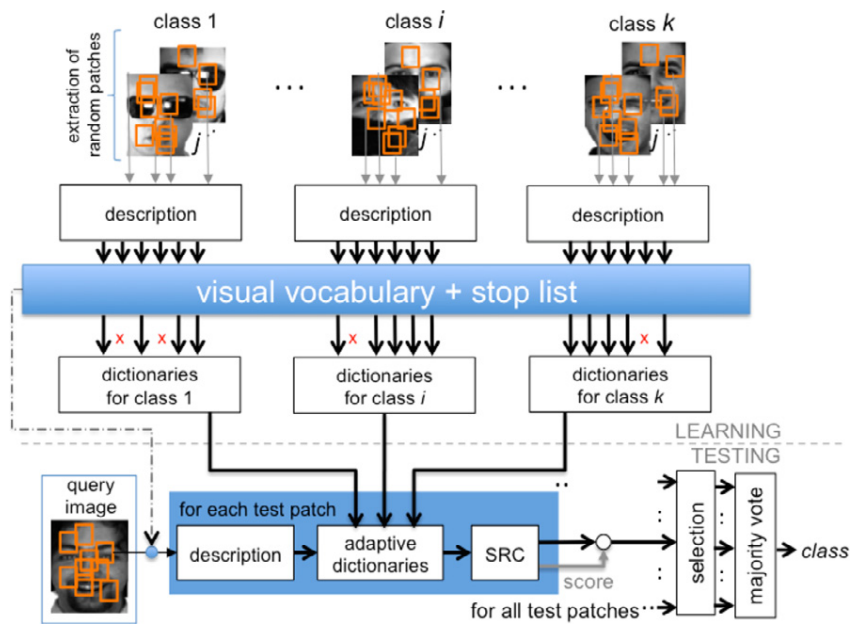 class 1
class i
class k
extraction of
random patches
...
...
j
j
j
description
description
description
visual vocabulary + stop list
x
x
x
x
dictionaries
for class 1
dictionaries
for class i
dictionaries
for class k
LEARNING
TESTING
query
image
for each test patch
description
adaptive
dictionaries
SRC
score
for all test patches
selection
majority vote
class